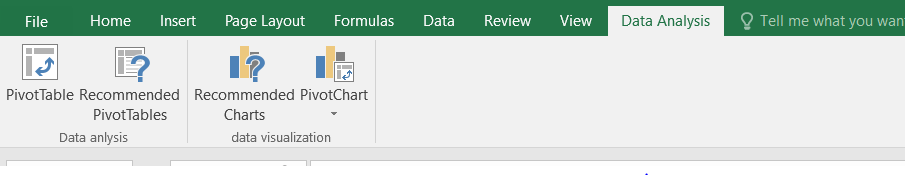 File Home Insert Page Layout Formulas Data Review View Data Analysis Tell me what you wan
PivotTable Recommended PivotTables Recommended Charts PivotChart
Data anlysis data visualization